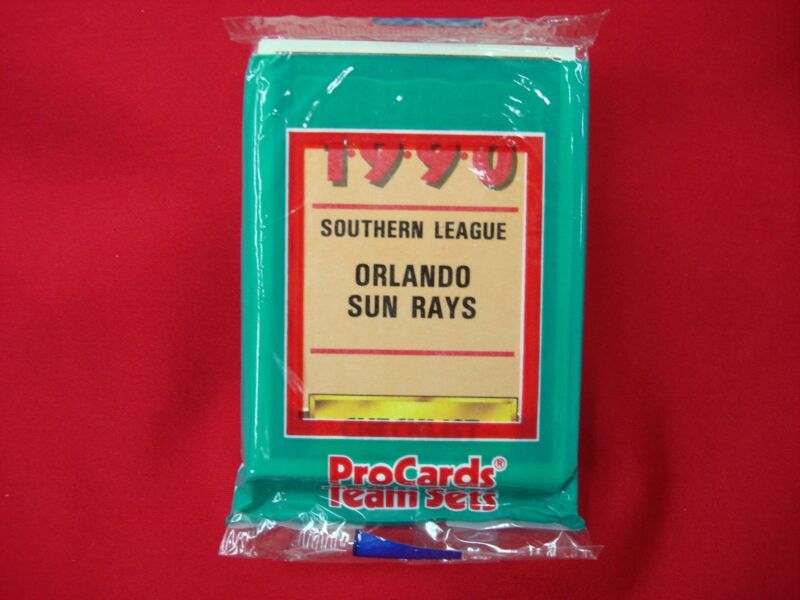 1990
SOUTHERN LEAGUE
ORLANDO
SUN RAYS
ProCards®
Team Sets